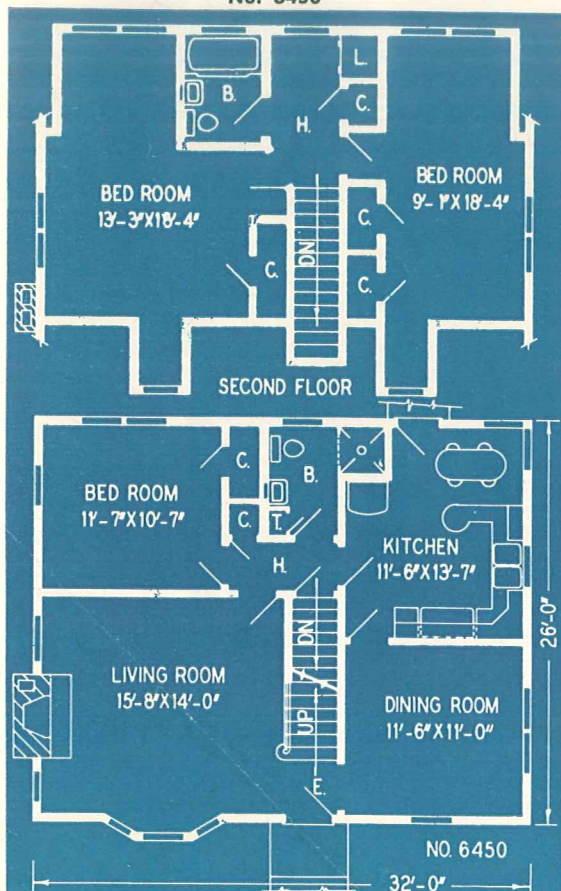 No. 6450
L.
B.
C.
H.
BED ROOM
13'-3"X18'-4"
BED ROOM
9'-1"X18'-4"
C.
C.
DN
C.
SECOND FLOOR
BED ROOM
11'-7"X10'-7"
C.
B.
C.
T.
H.
KITCHEN
11'-6"X13'-7"
DN
26'-0"
LIVING ROOM
15'-8"X14'-0"
UP
DINING ROOM
11'-6"X11'-0"
E.
NO. 6450
32'-0"